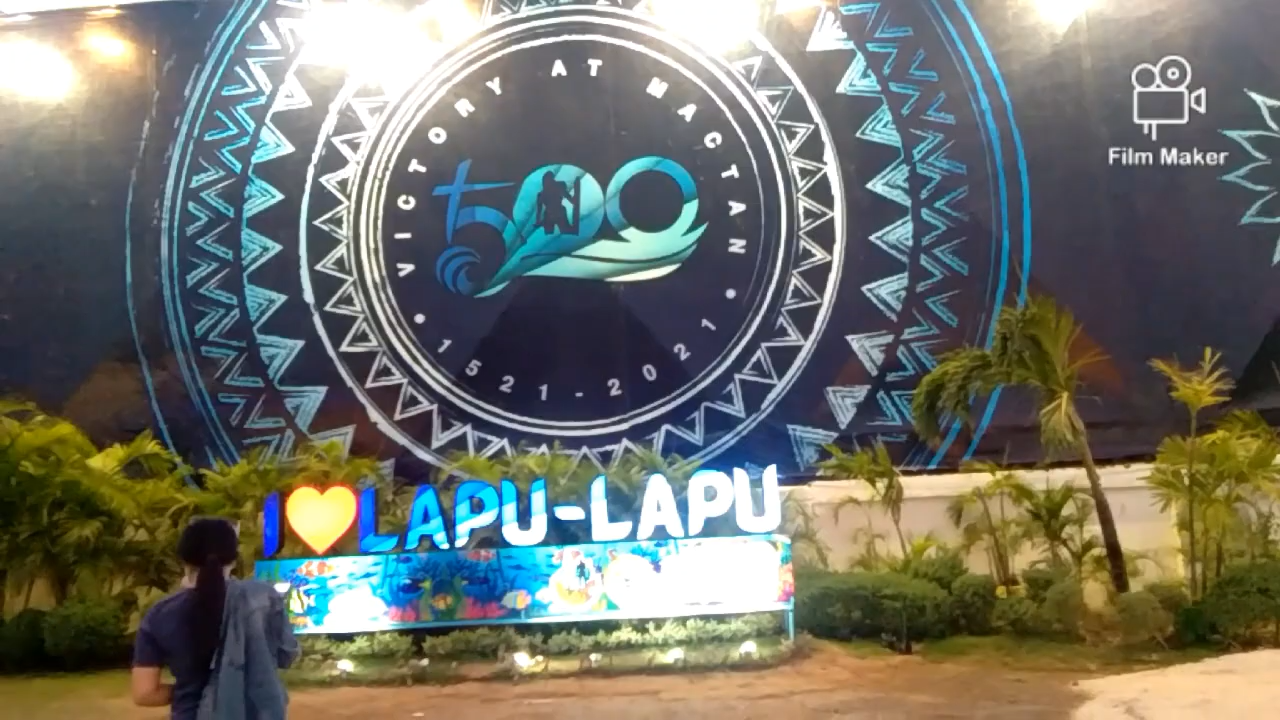 VICTORY AT MACTAN
500
• 1521-2021 •
I ❤ LAPU-LAPU
Film Maker